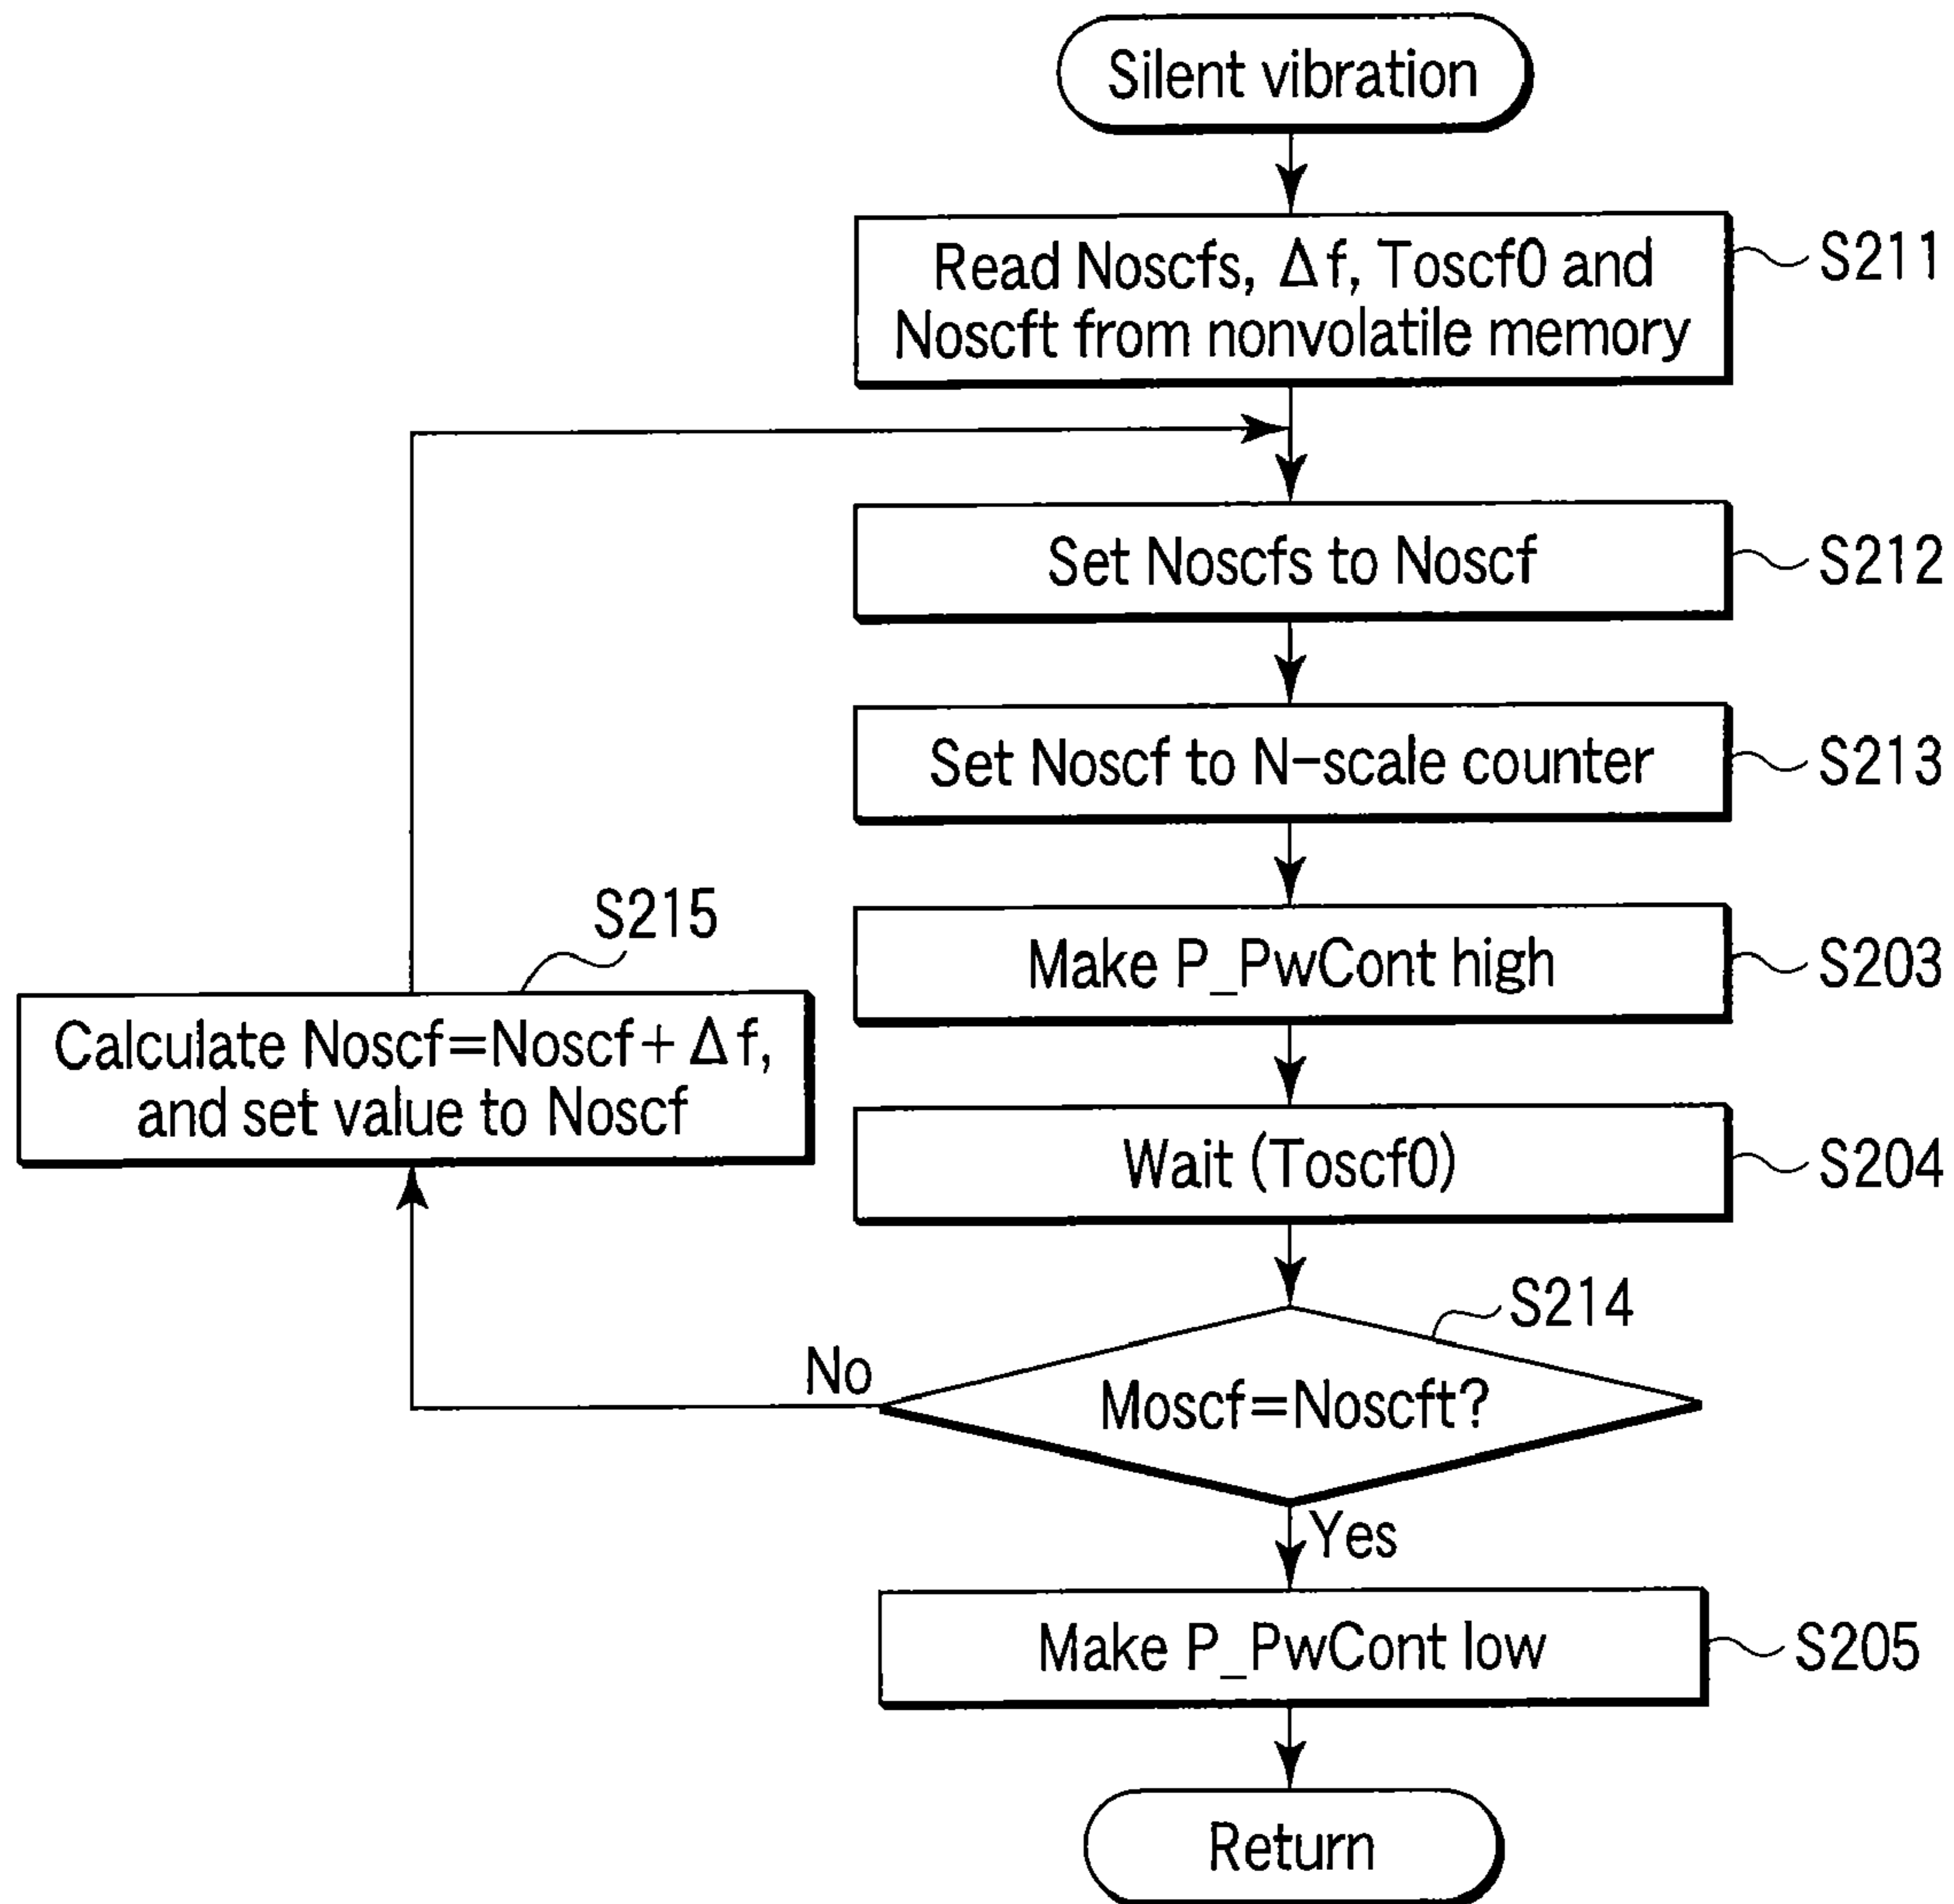 Silent vibration
Read Noscfs, Δf, Toscf0 and
Noscft from nonvolatile memory
S211
Set Noscfs to Noscf
S212
Set Noscf to N-scale counter
S213
Make P_PwCont high
S203
S215
Calculate Noscf=Noscf+Δf,
and set value to Noscf
Wait (Toscf0)
S204
S214
No
Moscf=Noscft?
Yes
Make P_PwCont low
S205
Return